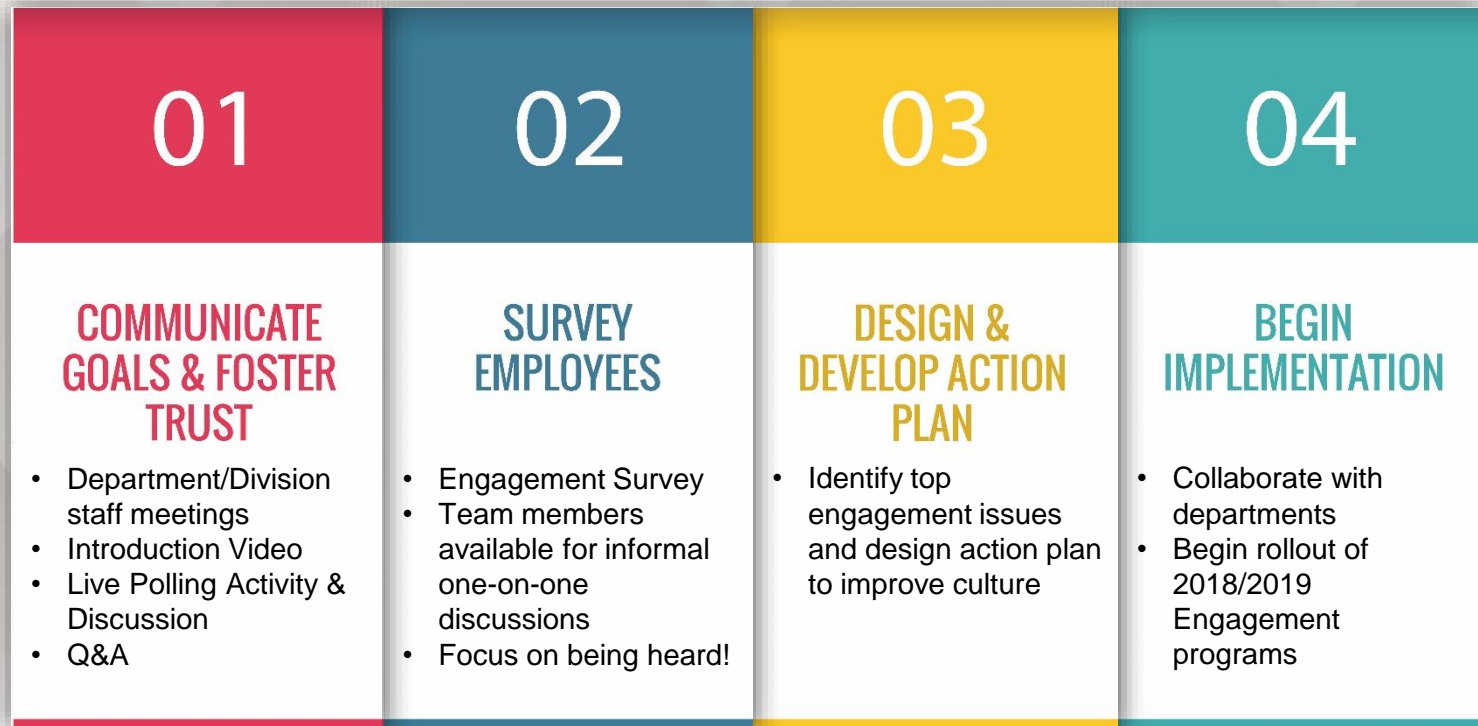 01
COMMUNICATE
GOALS & FOSTER
TRUST
• Department/Division
staff meetings
• Introduction Video
• Live Polling Activity &
Discussion
• Q&A
02
SURVEY
EMPLOYEES
• Engagement Survey
• Team members
available for informal
one-on-one
discussions
• Focus on being heard!
03
DESIGN &
DEVELOP ACTION
PLAN
• Identify top
engagement issues
and design action plan
to improve culture
04
BEGIN
IMPLEMENTATION
• Collaborate with
departments
• Begin rollout of
2018/2019
Engagement
programs